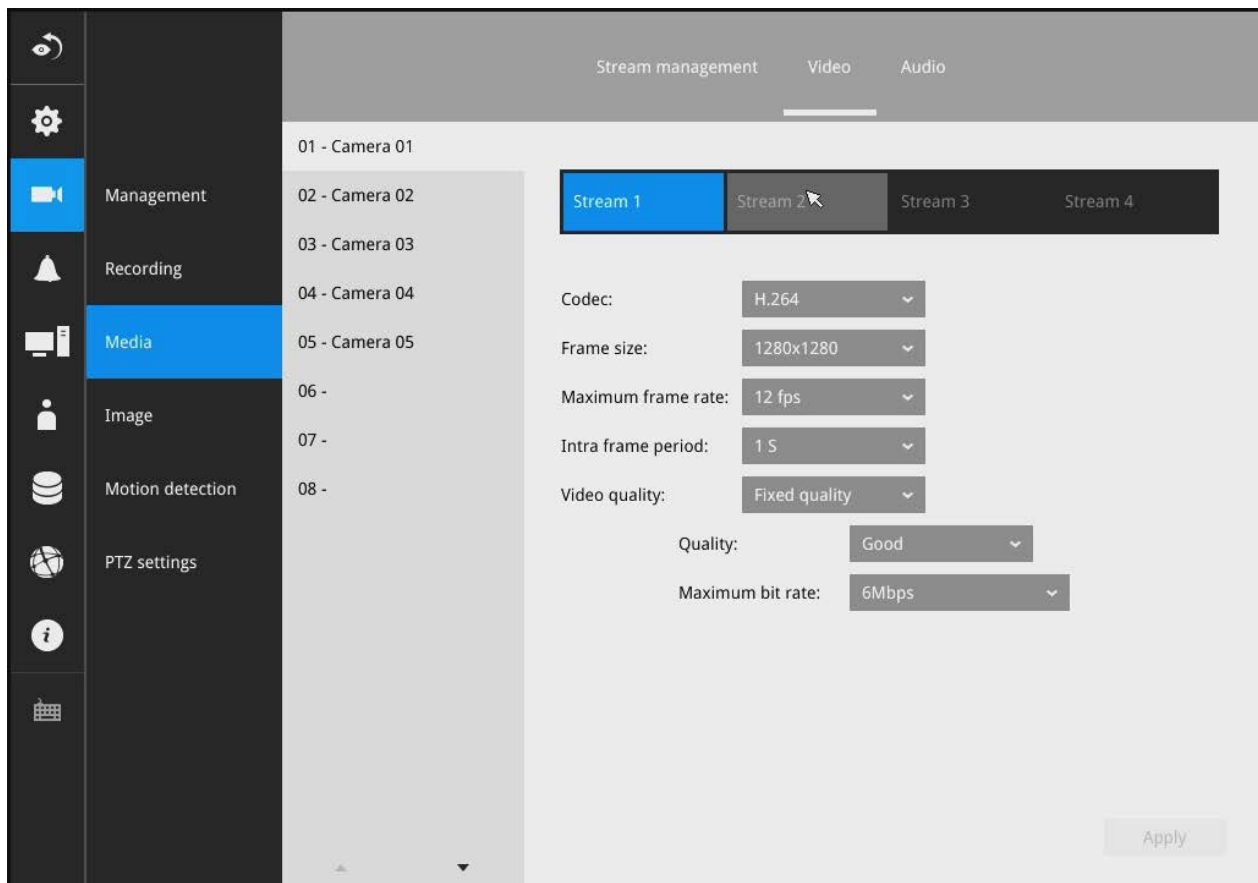 Stream management Video Audio
Management
Recording
Media
Image
Motion detection
PTZ settings
01 - Camera 01
02 - Camera 02
03 - Camera 03
04 - Camera 04
05 - Camera 05
06 -
07 -
08 -
Stream 1 Stream 2 Stream 3 Stream 4
Codec: H.264
Frame size: 1280x1280
Maximum frame rate: 12 fps
Intra frame period: 1 S
Video quality: Fixed quality
Quality: Good
Maximum bit rate: 6Mbps
Apply